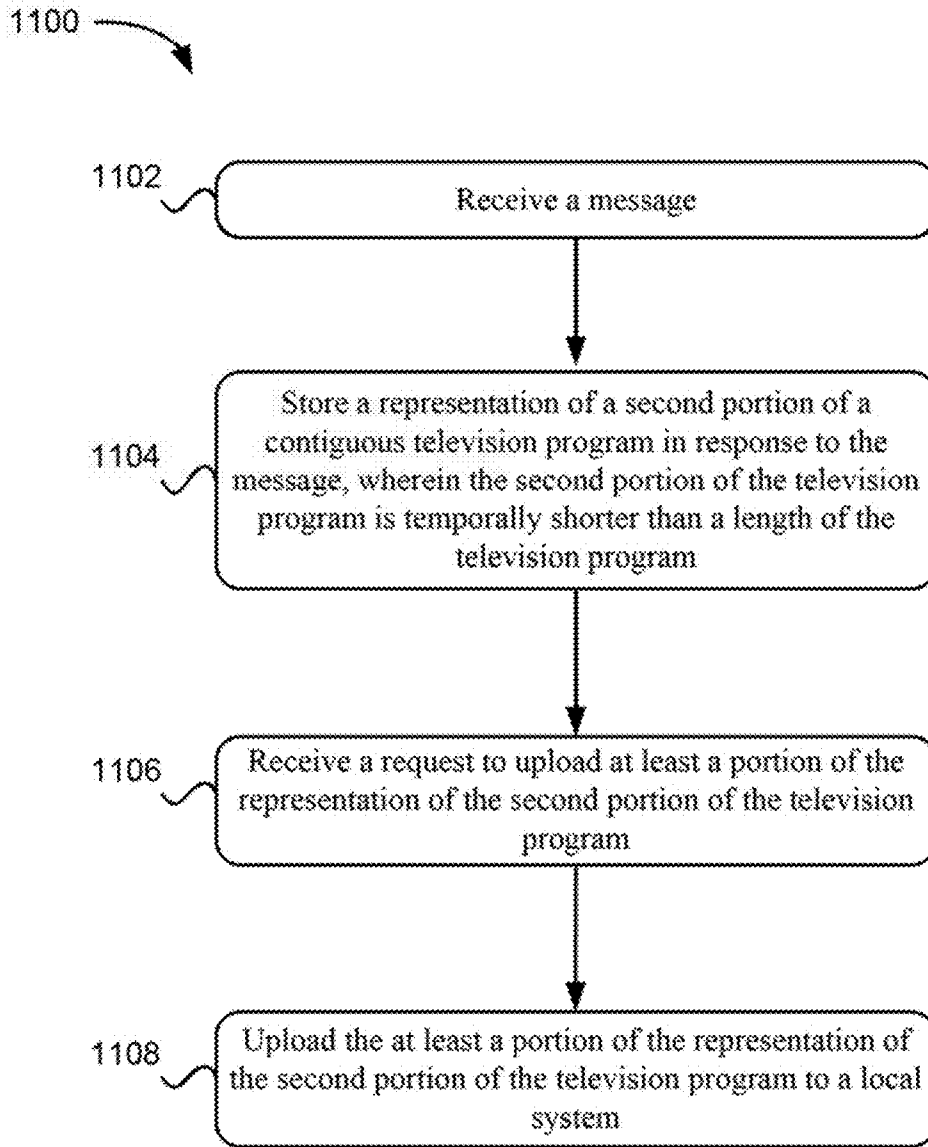 1100
1102
Receive a message
Store a representation of a second portion of a
contiguous television program in response to the
1104
message, wherein the second portion of the television
program is temporally shorter than a length of the
television program
1106
Receive a request to upload at least a portion of the
representation of the second portion of the television
program
1108
Upload the at least a portion of the representation of
the second portion of the television program to a local
system